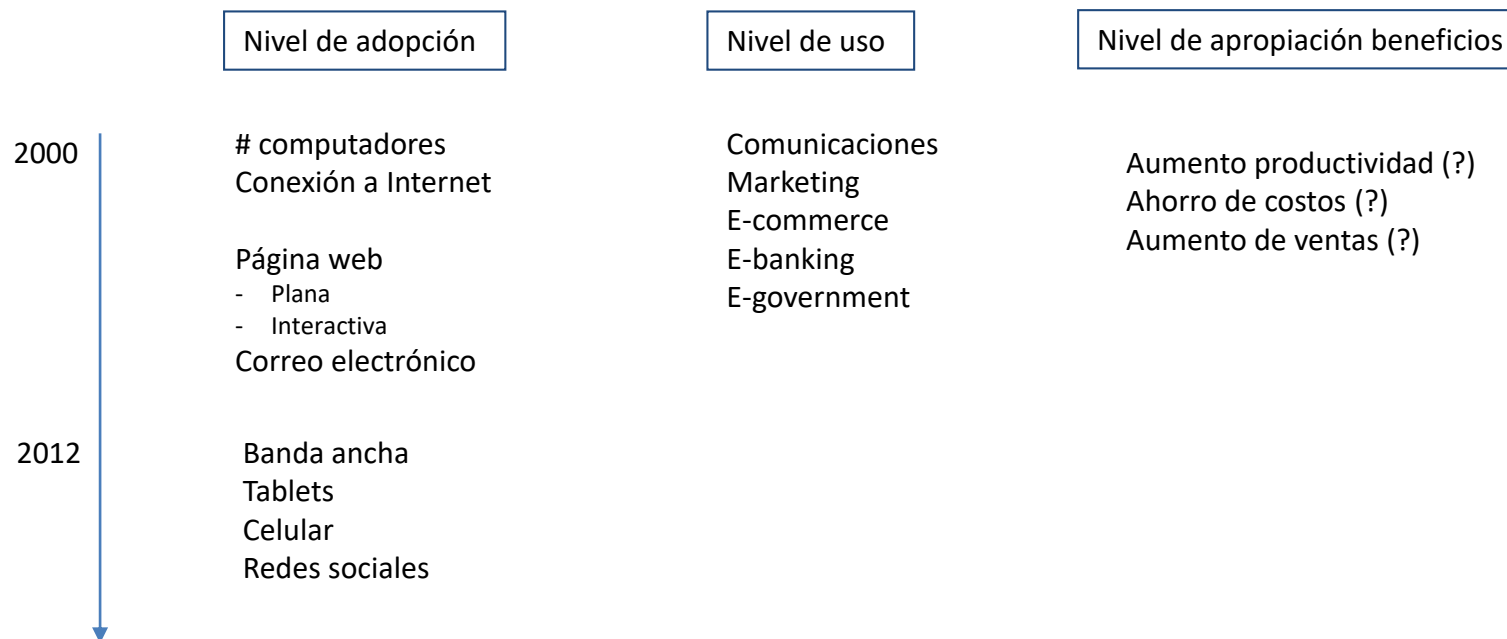 Nivel de adopción
Nivel de uso
Nivel de apropiación beneficios
2000
# computadores
Conexión a Internet
Página web
- Plana
- Interactiva
Correo electrónico
Comunicaciones
Marketing
E-commerce
E-banking
E-government
Aumento productividad (?)
Ahorro de costos (?)
Aumento de ventas (?)
2012
Banda ancha
Tablets
Celular
Redes sociales